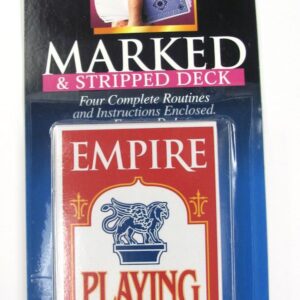 MARKED
& STRIPPED DECK
Four Complete Routines
and Instructions Enclosed.
EMPIRE
PLAYING